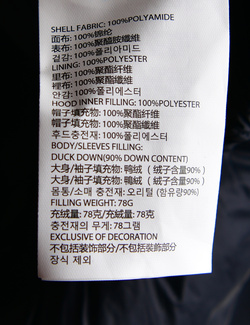 SHELL FABRIC: 100%POLYAMIDE
面布: 100%锦纶
表布: 100%聚醯胺纖維
겉감: 100%폴리아미드
LINING: 100%POLYESTER
里布: 100%聚酯纤维
裡布: 100%聚酯纖維
안감: 100%폴리에스터
HOOD INNER FILLING: 100%POLYESTER
帽子填充物: 100%聚酯纤维
帽子填充物: 100%聚酯纖維
후드충전재: 100%폴리에스터
BODY/SLEEVES FILLING:
DUCK DOWN(90% DOWN CONTENT)
大身/袖子填充物: 鸭绒 (绒子含量90%)
大身/袖子填充物: 鴨絨 (絨子含量90%)
몸통/소매 충전재: 오리털 (함유량90%)
FILLING WEIGHT: 78G
充绒量: 78克/充絨量: 78克
충전재의 무게: 78그램
EXCLUSIVE OF DECORATION
不包括装饰部分/不包括裝飾部分
장식 제외